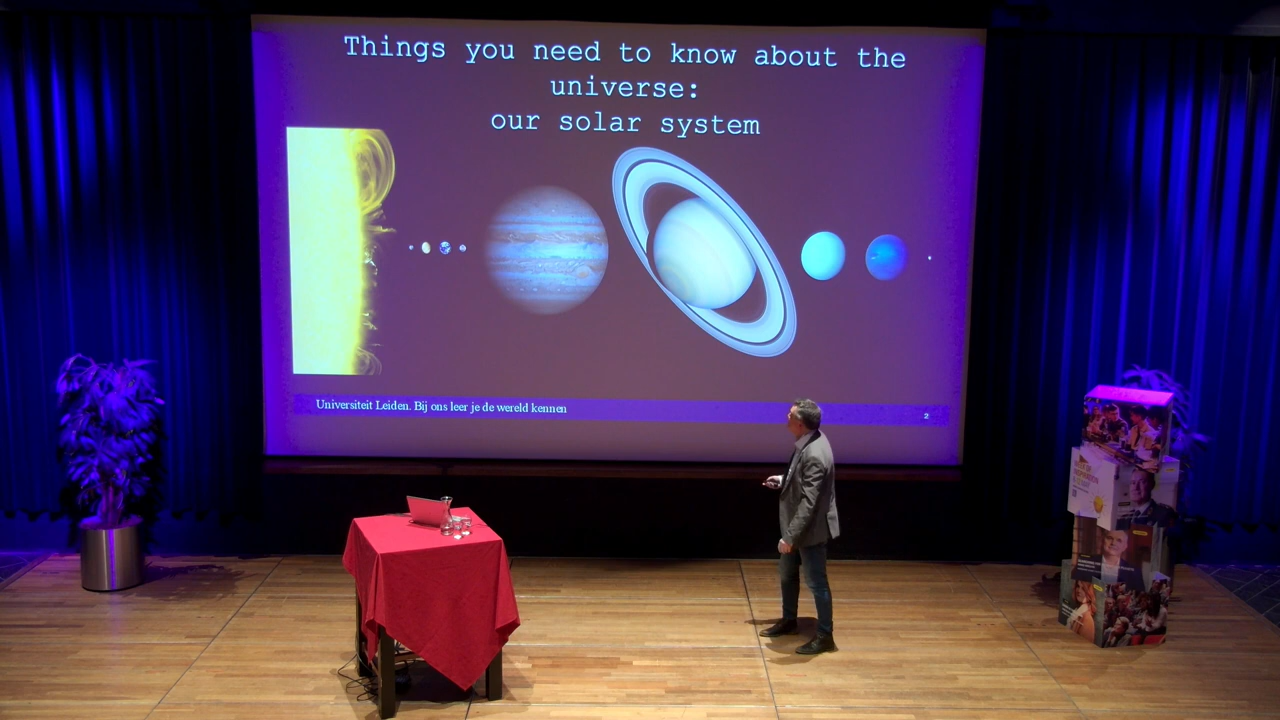 Things you need to know about the
universe:
our solar system
Universiteit Leiden. Bij ons leer je de wereld kennen
2